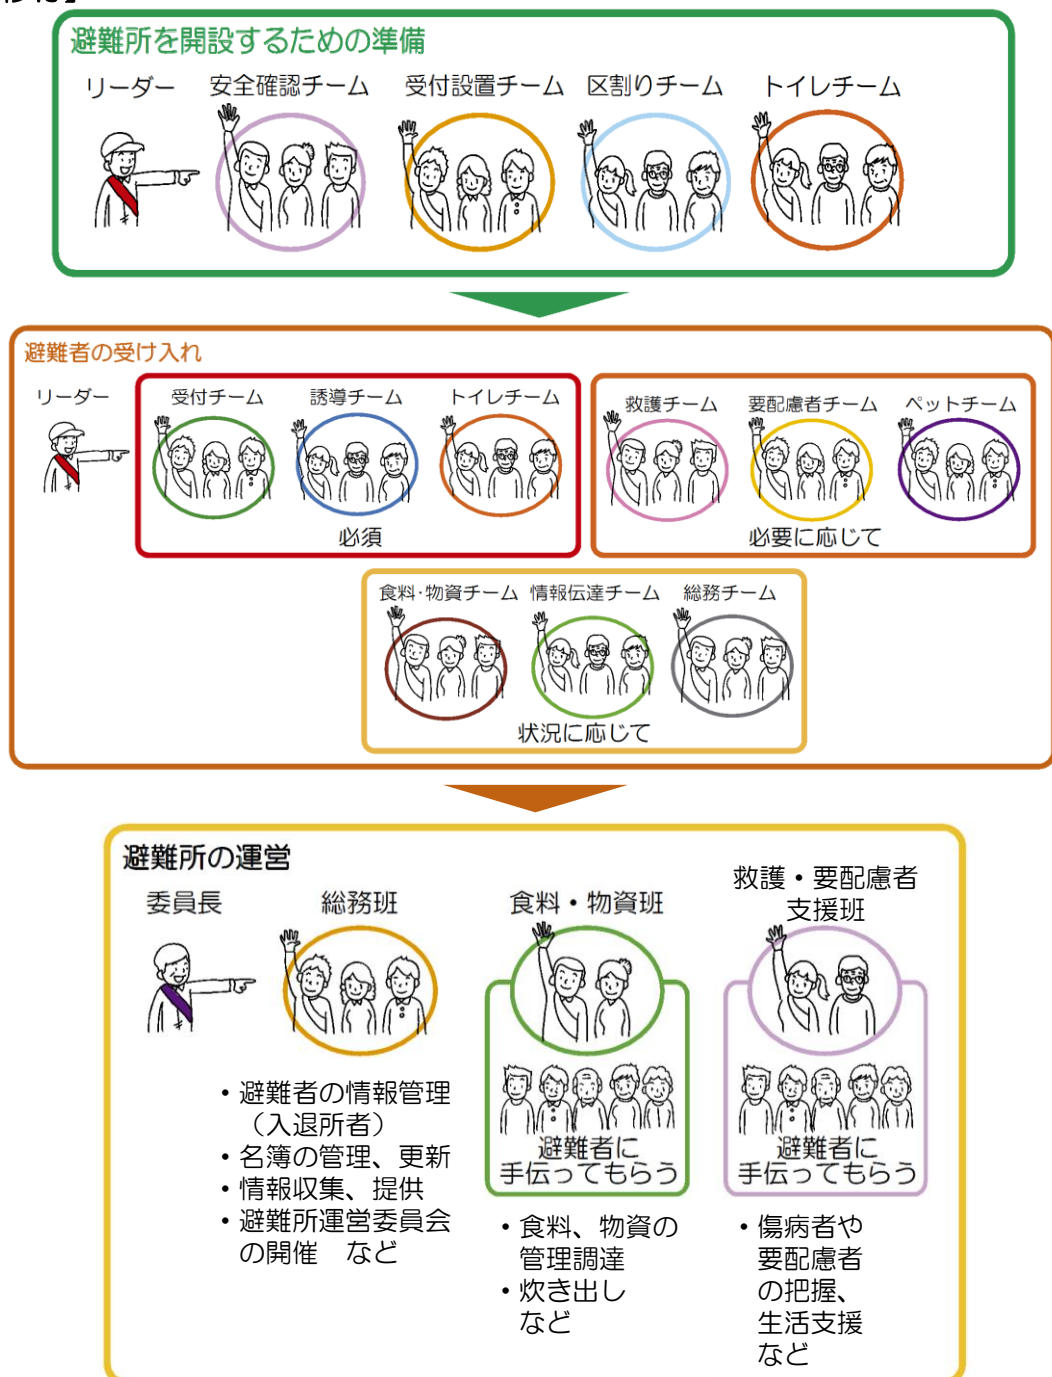 避難所を開設するための準備
リーダー
安全確認チーム
受付設置チーム
区割りチーム
トイレチーム
避難者の受け入れ
リーダー
受付チーム
誘導チーム
トイレチーム
必須
救護チーム
要配慮者チーム
ペットチーム
必要に応じて
食料・物資チーム
情報伝達チーム
総務チーム
状況に応じて
避難所の運営
委員長
総務班
・避難者の情報管理
（入退所者）
・名簿の管理、更新
・情報収集、提供
・避難所運営委員会
の開催　など
食料・物資班
避難者に
手伝ってもらう
・食料、物資の
管理調達
・炊き出し
など
救護・要配慮者
支援班
避難者に
手伝ってもらう
・傷病者や
要配慮者
の把握、
生活支援
など